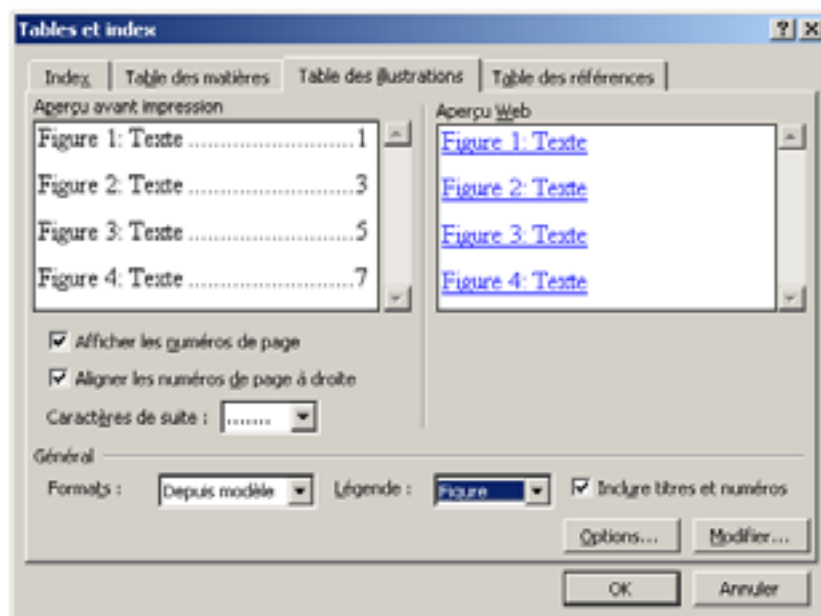 Tables et index
Index Table des matières Table des illustrations Table des références
Aperçu avant impression
Figure 1: Texte ..............................1
Figure 2: Texte ..............................3
Figure 3: Texte ..............................5
Figure 4: Texte ..............................7
Aperçu Web
Figure 1: Texte
Figure 2: Texte
Figure 3: Texte
Figure 4: Texte
Afficher les numéros de page
Aligner les numéros de page à droite
Caractères de suite : .......
Général
Formats : Depuis modèle Légende : Figure Inclure titres et numéros
Options... Modifier...
OK Annuler